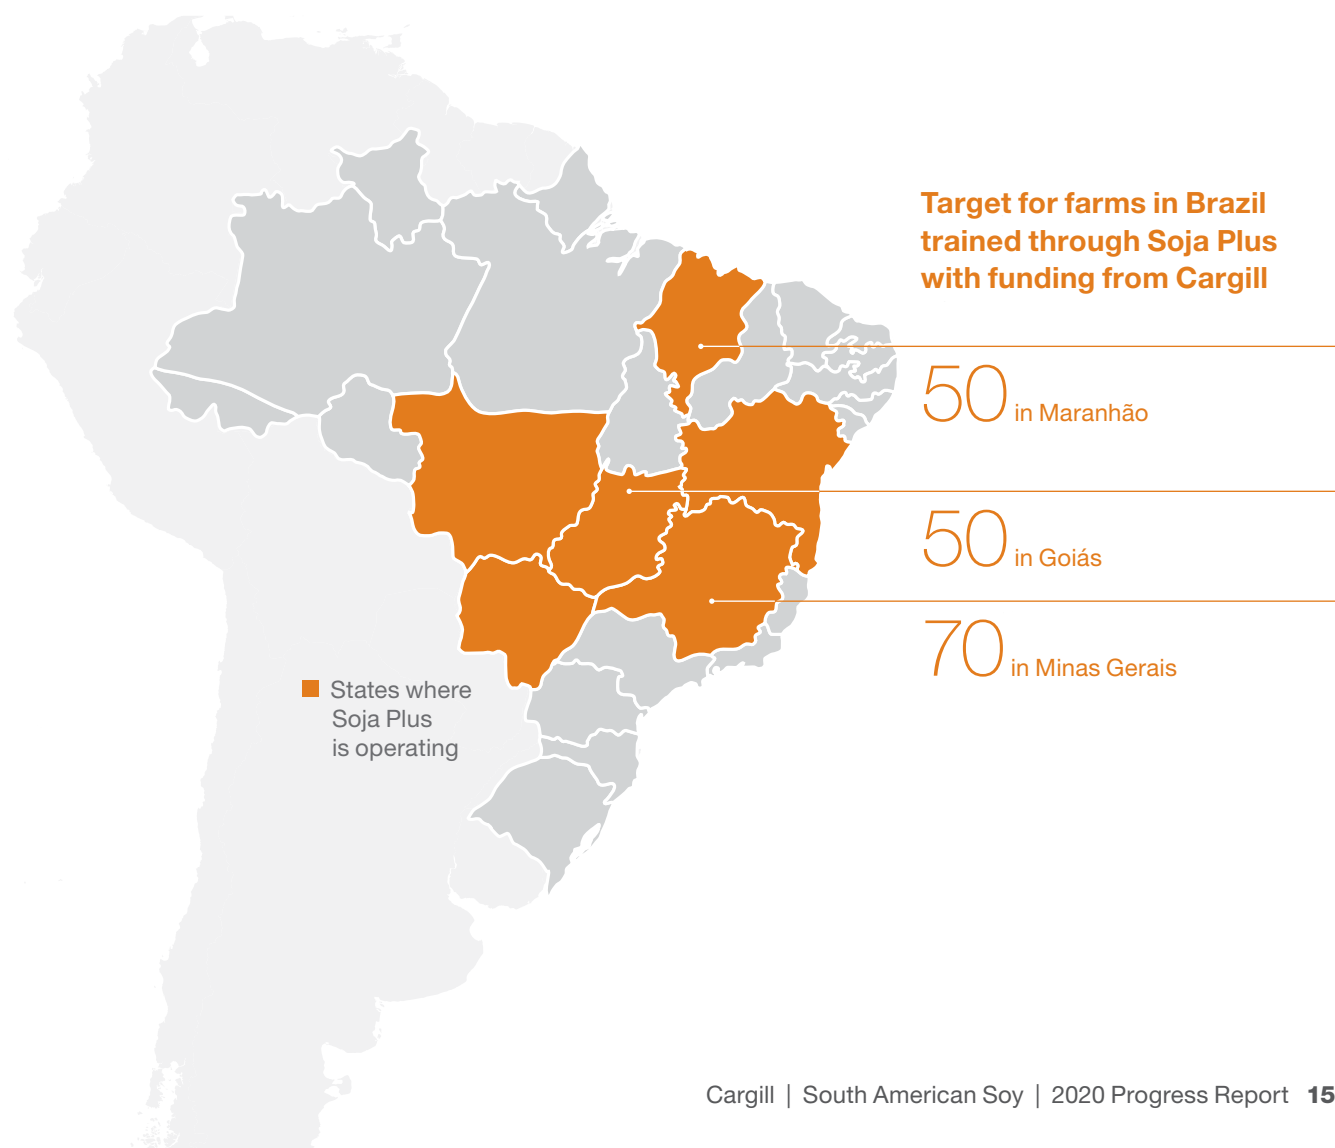 Target for farms in Brazil
trained through Soja Plus
with funding from Cargill
50 in Maranhão
50 in Goiás
70 in Minas Gerais
States where
Soja Plus
is operating
Cargill | South American Soy | 2020 Progress Report 15